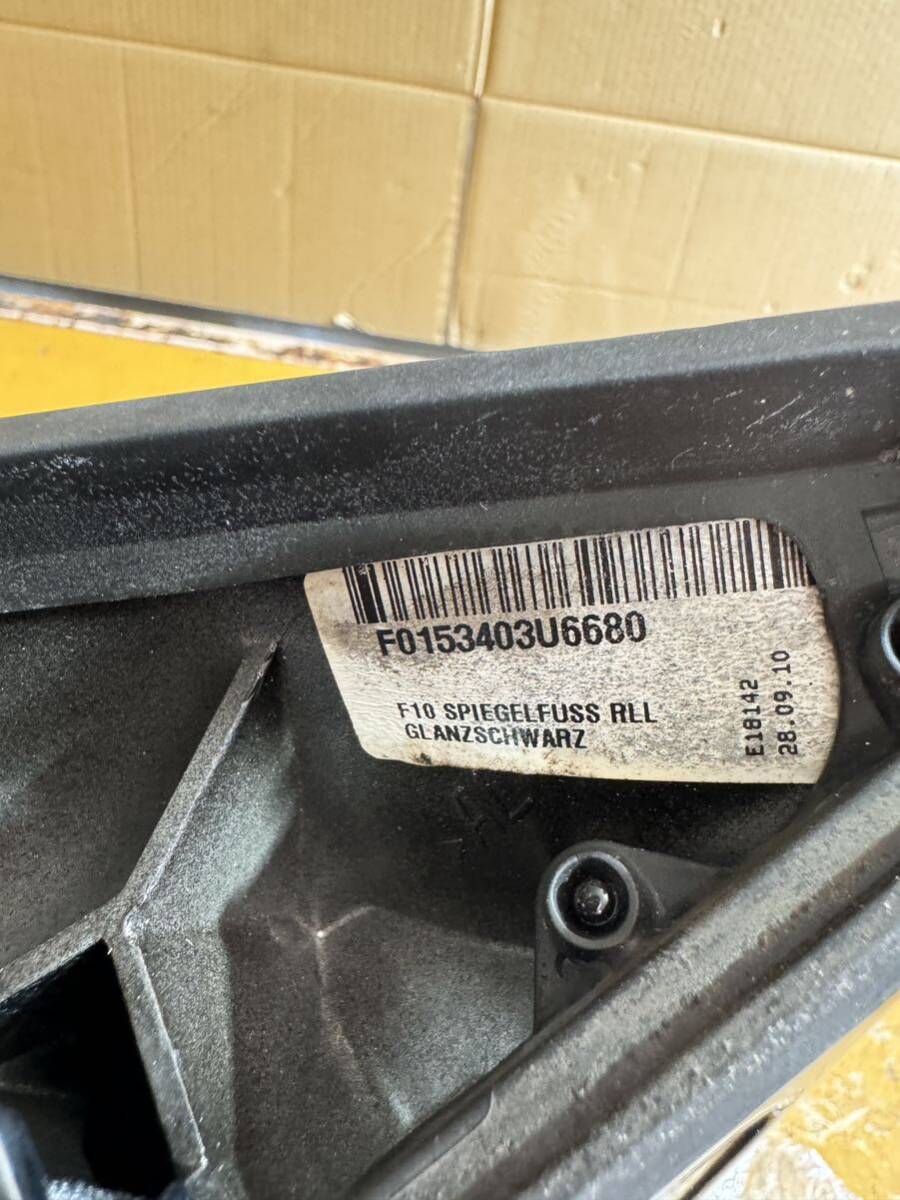 F0153403U6680
F10 SPIEGELFUSS RLL
GLANZSCHWARZ
E18142
28.09.10